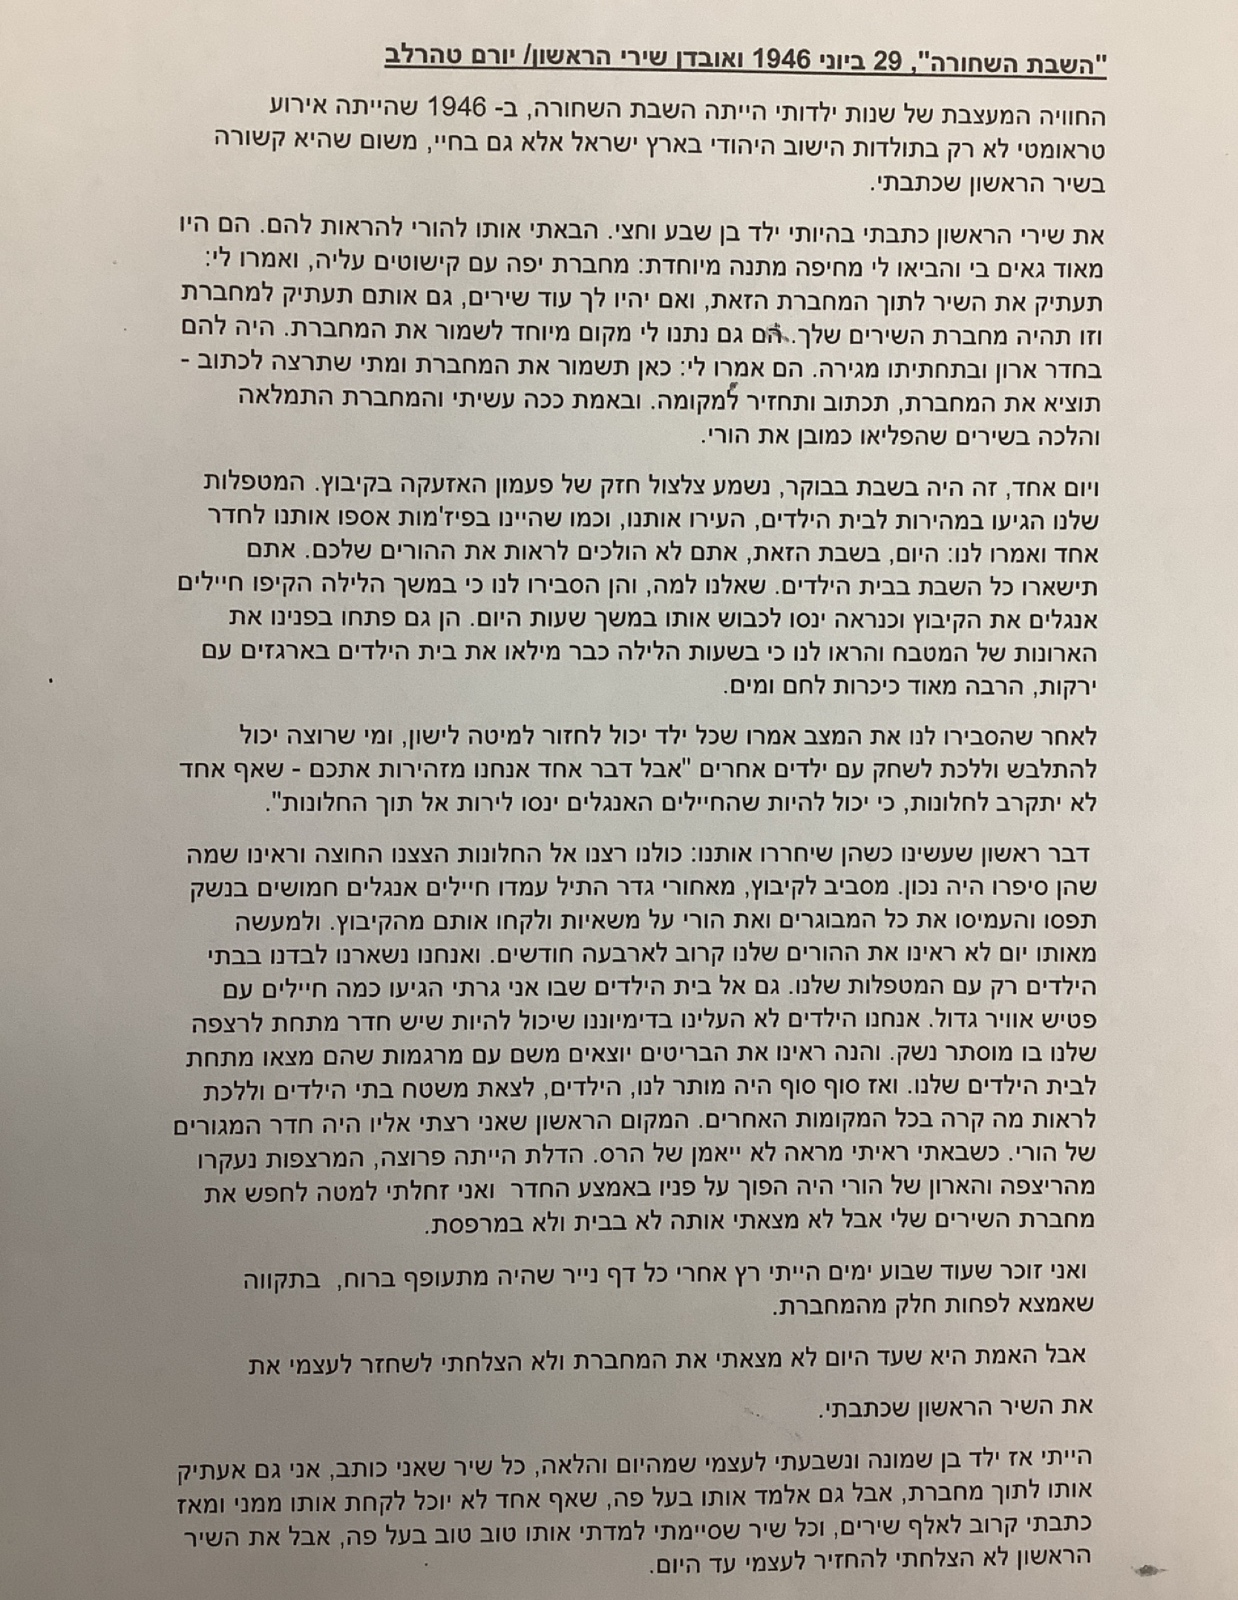 "השבת השחורה", 29 ביוני 1946 ואובדן שירי הראשון/ יורם טהרלב
החוויה המעצבת של שנות ילדותי הייתה השבת השחורה, ב- 1946 שהייתה אירוע
טראומטי לא רק בתולדות הישוב היהודי בארץ ישראל אלא גם בחיי, משום שהיא קשורה
בשיר הראשון שכתבתי.
את שירי הראשון כתבתי בהיותי ילד בן שבע וחצי. הבאתי אותו להורי להראות להם. הם היו
מאוד גאים בי והביאו לי מחיפה מתנה מיוחדת: מחברת יפה עם קישוטים עליה, ואמרו לי:
תעתיק את השיר לתוך המחברת הזאת, ואם יהיו לך עוד שירים, גם אותם תעתיק למחברת
וזו תהיה מחברת השירים שלך. הם גם נתנו לי מקום מיוחד לשמור את המחברת. היה להם
בחדר ארון ובתחתיתו מגירה. הם אמרו לי: כאן תשמור את המחברת ומתי שתרצה לכתוב -
תוציא את המחברת, תכתוב ותחזיר למקומה. ובאמת ככה עשיתי והמחברת התמלאה
והלכה בשירים שהפליאו כמובן את הורי.
ויום אחד, זה היה בשבת בבוקר, נשמע צלצול חזק של פעמון האזעקה בקיבוץ. המטפלות
שלנו הגיעו במהירות לבית הילדים, העירו אותנו, וכמו שהיינו בפיז'מות אספו אותנו לחדר
אחד ואמרו לנו: היום, בשבת הזאת, אתם לא הולכים לראות את ההורים שלכם. אתם
תישארו כל השבת בבית הילדים. שאלנו למה, והן הסבירו לנו כי במשך הלילה הקיפו חיילים
אנגלים את הקיבוץ וכנראה ינסו לכבוש אותו במשך שעות היום. הן גם פתחו בפנינו את
הארונות של המטבח והראו לנו כי בשעות הלילה כבר מילאו את בית הילדים בארגזים עם
ירקות, הרבה מאוד כיכרות לחם ומים.
לאחר שהסבירו לנו את המצב אמרו שכל ילד יכול לחזור למיטה לישון, ומי שרוצה יכול
להתלבש וללכת לשחק עם ילדים אחרים "אבל דבר אחד אנחנו מזהירות אתכם - שאף אחד
לא יתקרב לחלונות, כי יכול להיות שהחיילים האנגלים ינסו לירות אל תוך החלונות".
דבר ראשון שעשינו כשהן שיחררו אותנו: כולנו רצנו אל החלונות הצצנו החוצה וראינו שמה
שהן סיפרו היה נכון. מסביב לקיבוץ, מאחורי גדר התיל עמדו חיילים אנגלים חמושים בנשק
תפסו והעמיסו את כל המבוגרים ואת הורי על משאיות ולקחו אותם מהקיבוץ. ולמעשה
מאותו יום לא ראינו את ההורים שלנו קרוב לארבעה חודשים. ואנחנו נשארנו לבדנו בבתי
הילדים רק עם המטפלות שלנו. גם אל בית הילדים שבו אני גרתי הגיעו כמה חיילים עם
פטיש אוויר גדול. אנחנו הילדים לא העלינו בדימיוננו שיכול להיות שיש חדר מתחת לרצפה
שלנו בו מוסתר נשק. והנה ראינו את הבריטים יוצאים משם עם מרגמות שהם מצאו מתחת
לבית הילדים שלנו. ואז סוף סוף היה מותר לנו, הילדים, לצאת משטח בתי הילדים וללכת
לראות מה קרה בכל המקומות האחרים. המקום הראשון שאני רצתי אליו היה חדר המגורים
של הורי. כשבאתי ראיתי מראה לא ייאמן של הרס. הדלת הייתה פרוצה, המרצפות נעקרו
מהריצפה והארון של הורי היה הפוך על פניו באמצע החדר ואני זחלתי למטה לחפש את
מחברת השירים שלי אבל לא מצאתי אותה לא בבית ולא במרפסת.
ואני זוכר שעוד שבוע ימים הייתי רץ אחרי כל דף נייר שהיה מתעופף ברוח, בתקווה
שאמצא לפחות חלק מהמחברת.
אבל האמת היא שעד היום לא מצאתי את המחברת ולא הצלחתי לשחזר לעצמי את
את השיר הראשון שכתבתי.
הייתי אז ילד בן שמונה ונשבעתי לעצמי שמהיום והלאה, כל שיר שאני כותב, אני גם אעתיק
אותו לתוך מחברת, אבל גם אלמד אותו בעל פה, שאף אחד לא יוכל לקחת אותו ממני ומאז
כתבתי קרוב לאלף שירים, וכל שיר שסיימתי למדתי אותו טוב טוב בעל פה, אבל את השיר
הראשון לא הצלחתי להחזיר לעצמי עד היום.